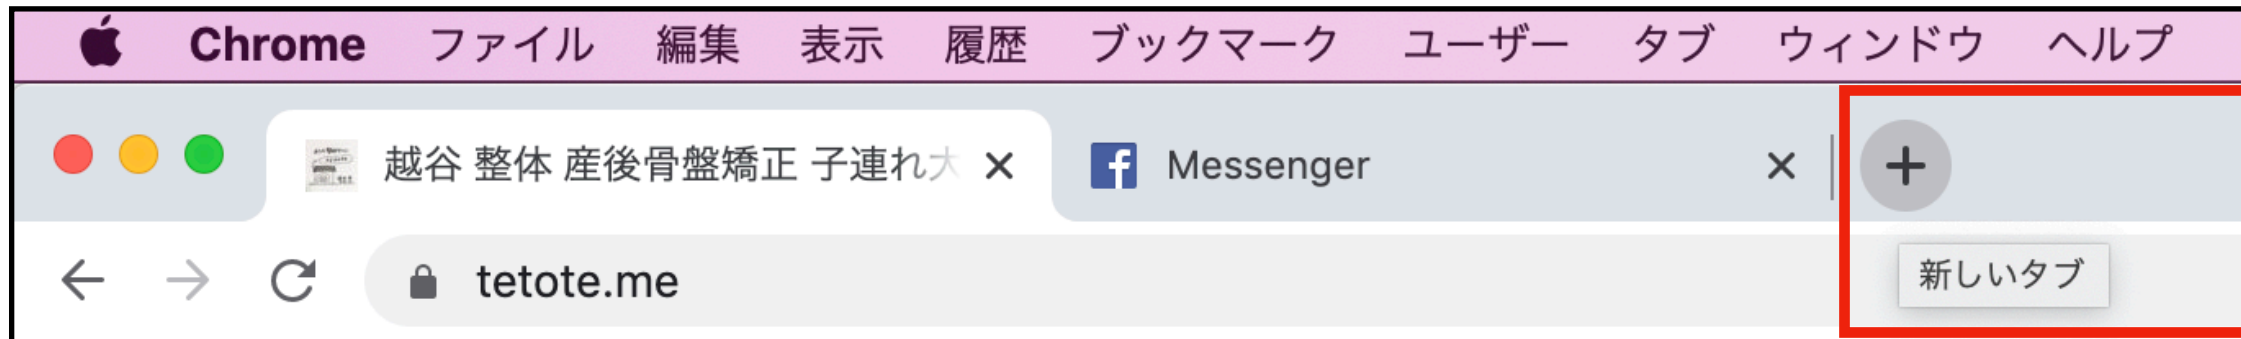 Chrome ファイル 編集 表示 履歴 ブックマーク ユーザー タブ ウィンドウ ヘルプ
越谷 整体 産後骨盤矯正 子連れ大 Messenger
tetote.me
新しいタブ